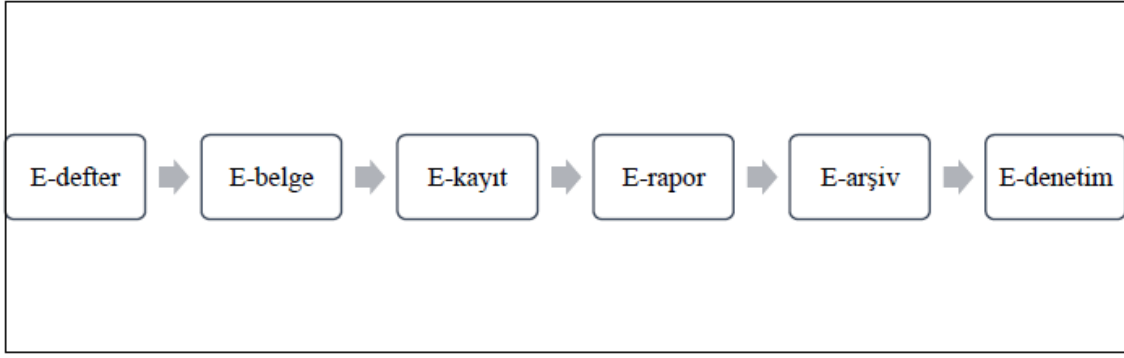 E-defter
E-belge
E-kayıt
E-rapor
E-arşiv
E-denetim